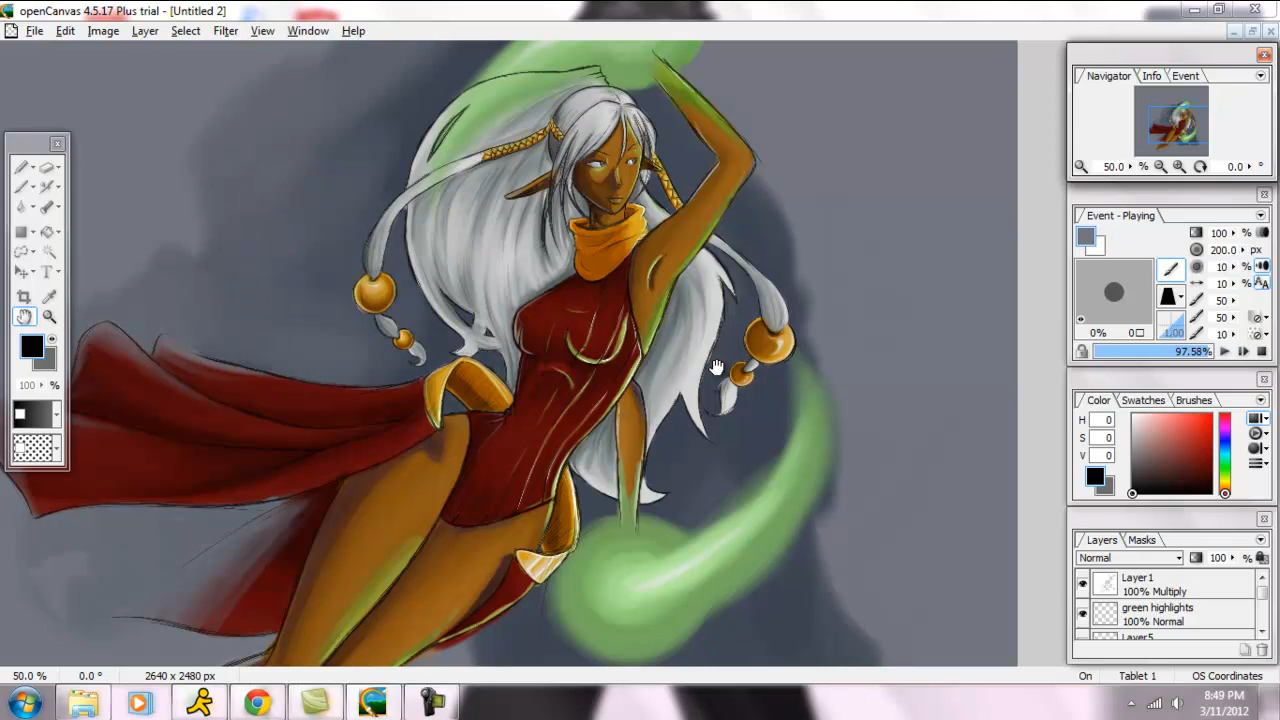 openCanvas 4.5.17 Plus trial - [Untitled 2]
File Edit Image Layer Select Filter View Window Help
Navigator Info Event
50.0 % 0.0 °
Event - Playing
100 %
200.0 px
10 %
10 %
50
50
0% 0□ 1,00 10
97.58%
Color Swatches Brushes
H 0
S 0
V 0
100 %
Layers Masks
Normal 100 %
Layer1
100% Multiply
green highlights
100% Normal
Layer5
50.0 % 0.0 ° 2640 x 2480 px On Tablet 1 OS Coordinates
8:49 PM
3/11/2012